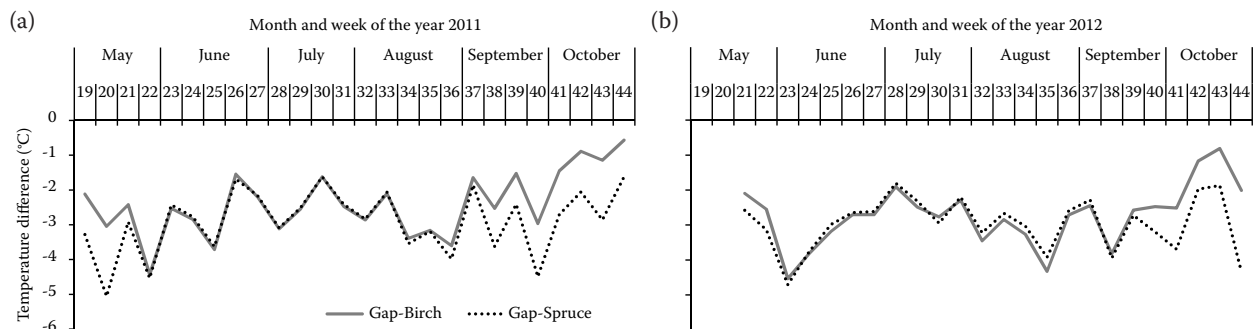 (a) Month and week of the year 2011
May June July August September October
19 20 21 22 23 24 25 26 27 28 29 30 31 32 33 34 35 36 37 38 39 40 41 42 43 44
Temperature difference (°C)
0
-1
-2
-3
-4
-5
-6
Gap-Birch Gap-Spruce
(b) Month and week of the year 2012
May June July August September October
19 20 21 22 23 24 25 26 27 28 29 30 31 32 33 34 35 36 37 38 39 40 41 42 43 44